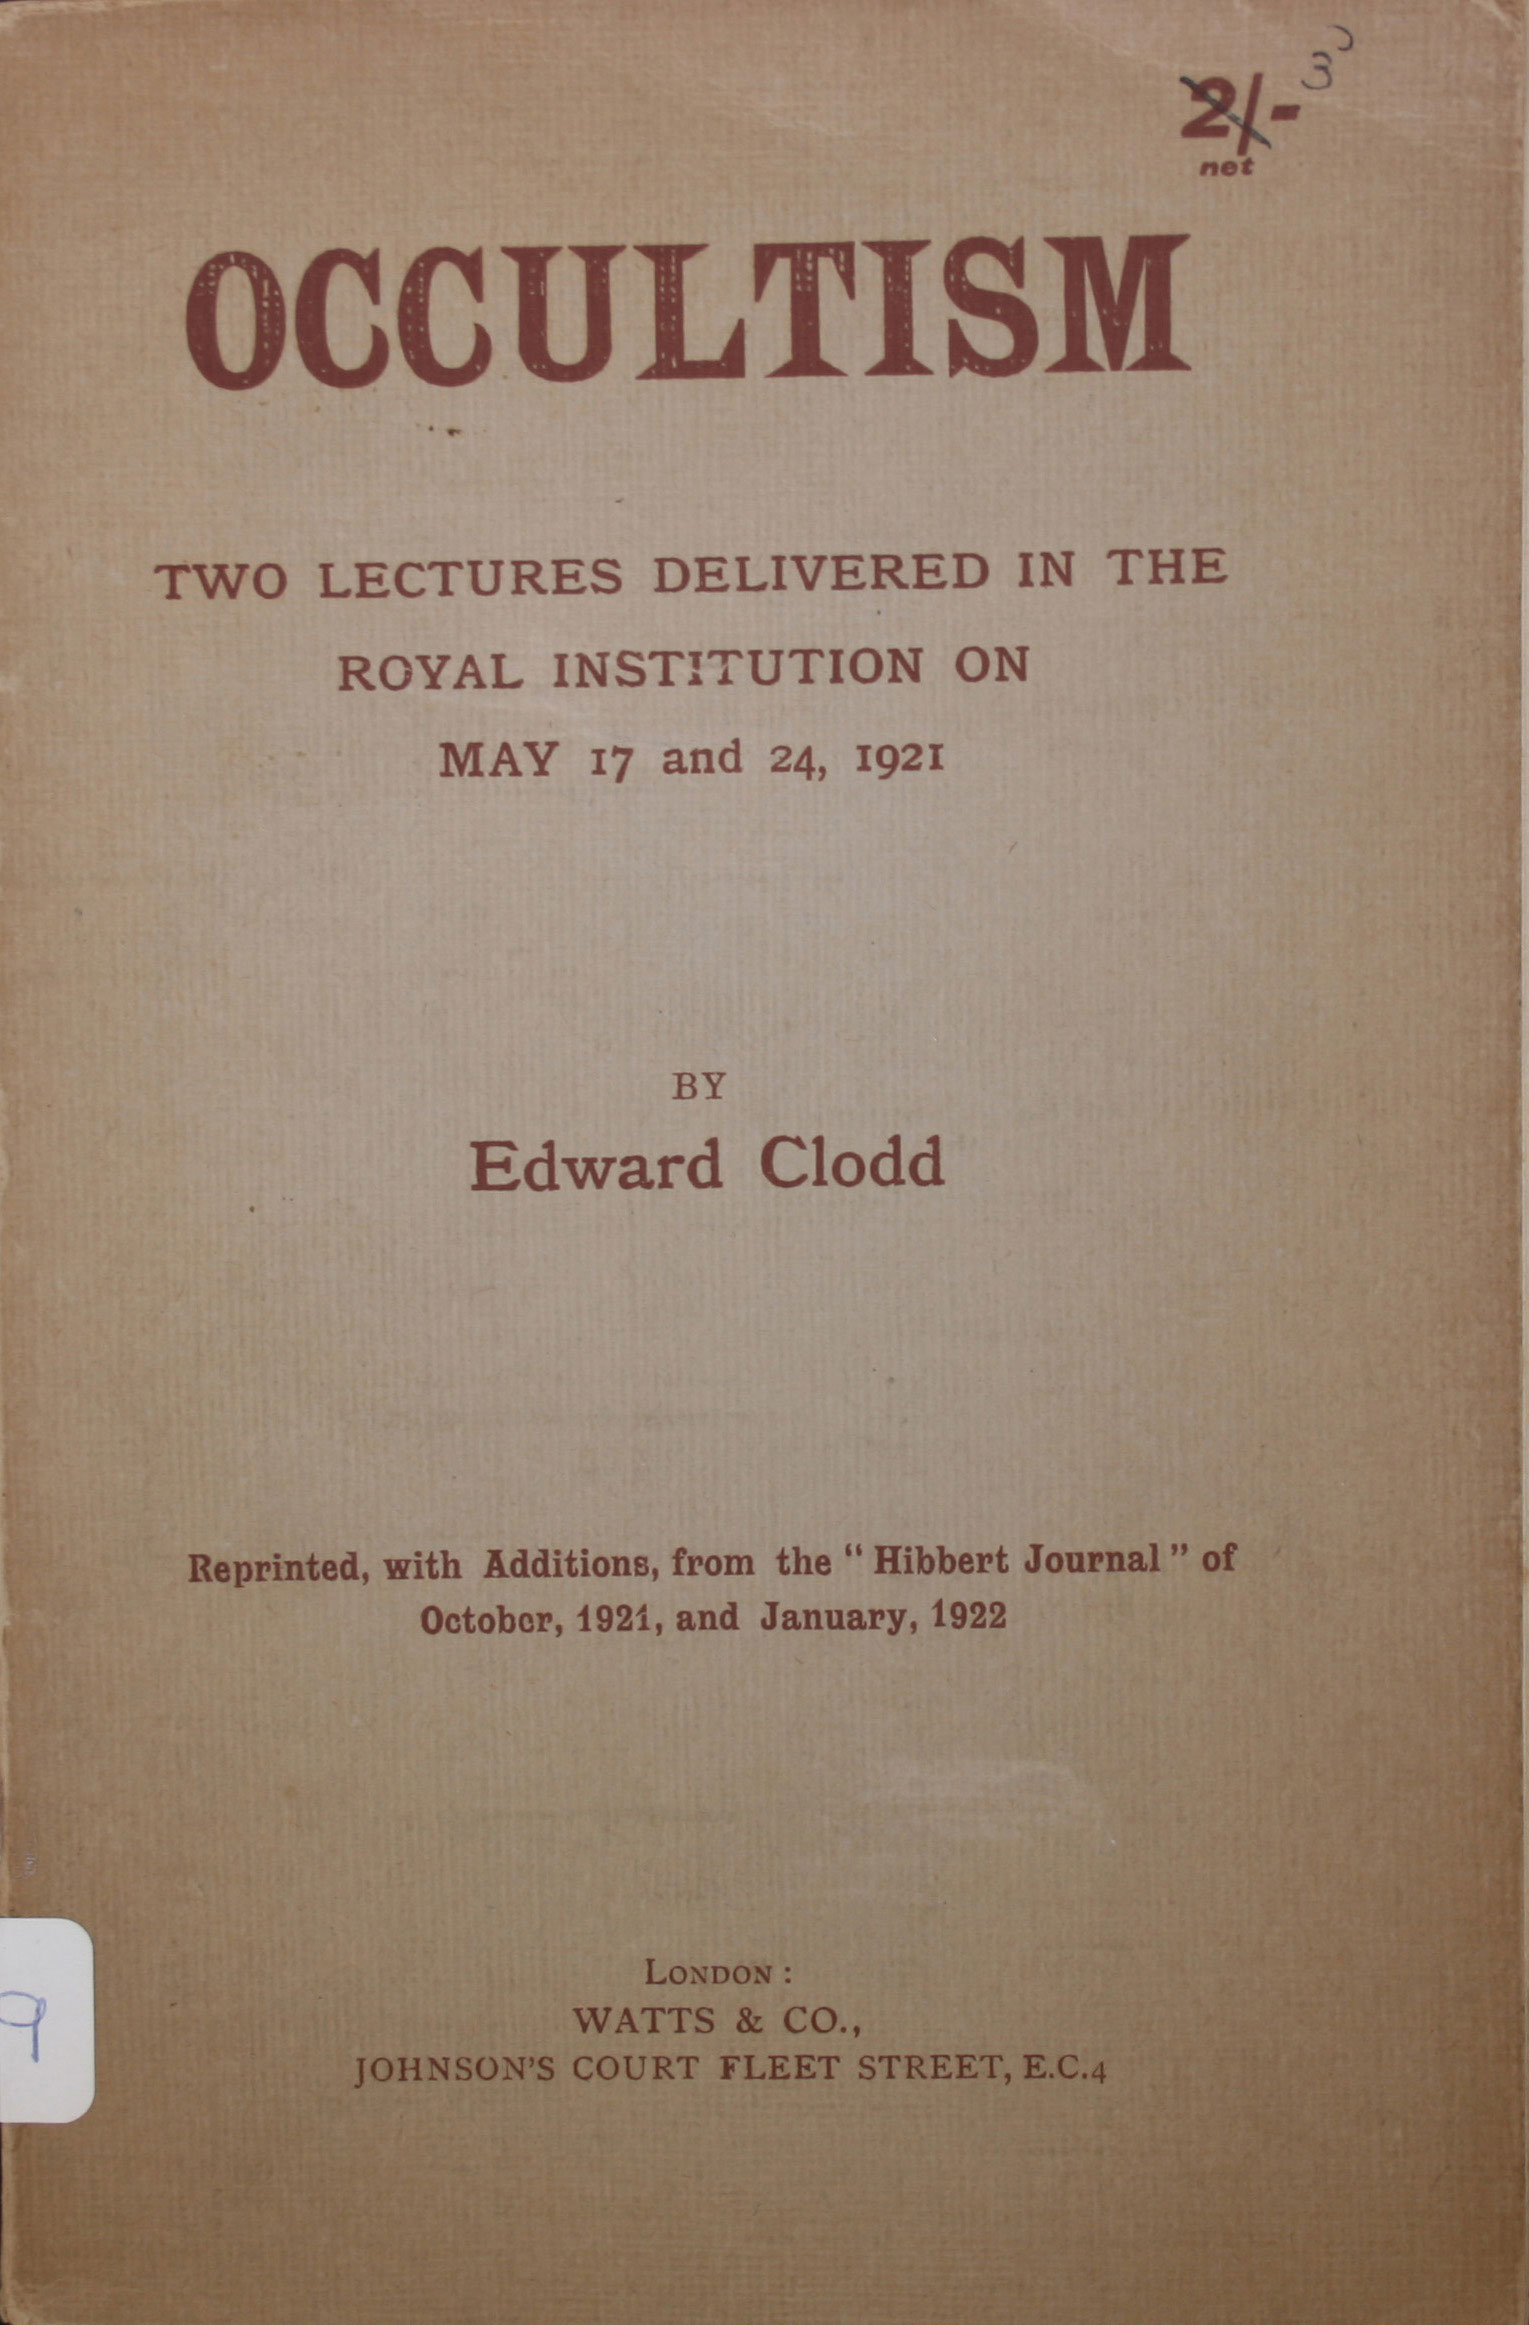 3
2/-
net
OCCULTISM
TWO LECTURES DELIVERED IN THE
ROYAL INSTITUTION ON
MAY 17 and 24, 1921
BY
Edward Clodd
Reprinted, with Additions, from the "Hibbert Journal" of
October, 1921, and January, 1922
LONDON:
WATTS & CO.,
JOHNSON'S COURT FLEET STREET, E.C.4
9